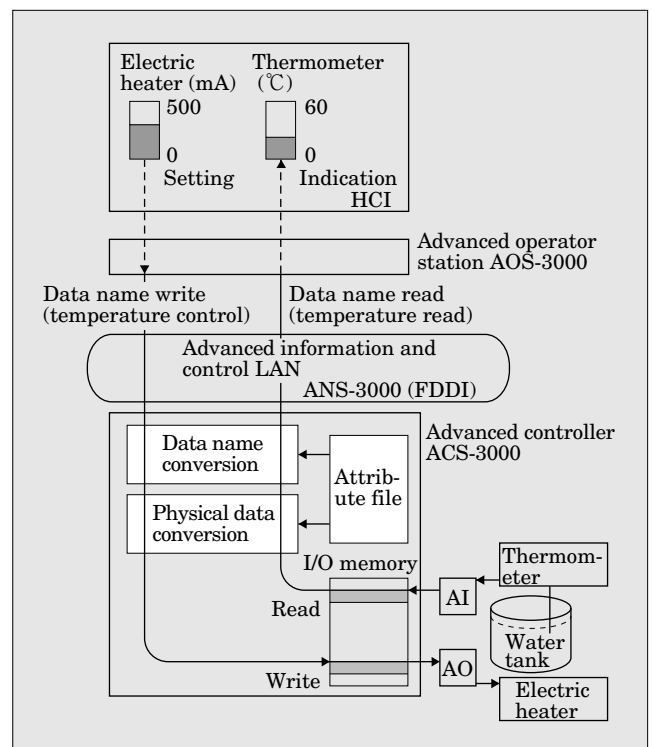 Electric
heater (mA)
Thermometer
(℃)
500
0
60
0
Setting
Indication
HCI
Advanced operator
station AOS-3000
Data name write
(temperature control)
Data name read
(temperature read)
Advanced information and
control LAN
ANS-3000 (FDDI)
Advanced controller
ACS-3000
Data name
conversion
Attrib-
ute file
Physical data
conversion
I/O memory
Read
AI
Thermom-
eter
Water
tank
Write
AO
Electric
heater